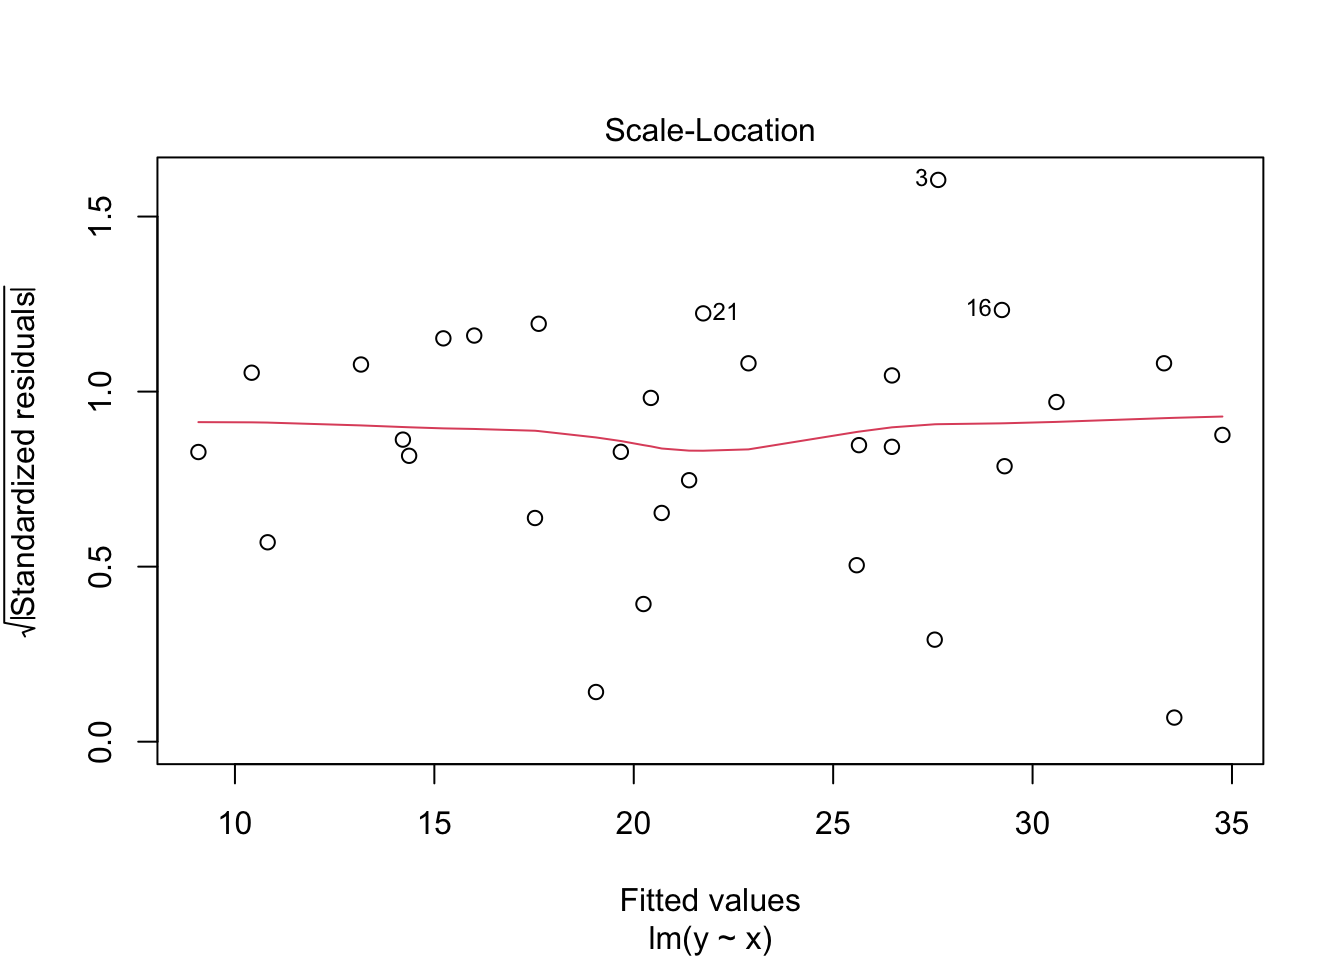 Scale-Location
√|Standardized residuals|
1.5
1.0
0.5
0.0
3
16
21
10 15 20 25 30 35
Fitted values
lm(y ~ x)